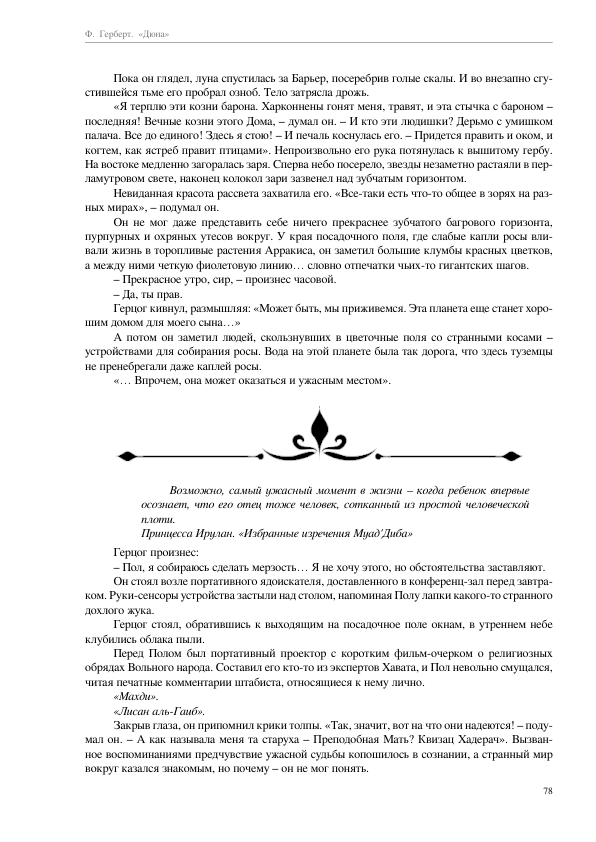 Ф. Герберт. «Дюна»
Пока он глядел, луна спустилась за Барьер, посеребрив голые скалы. И во внезапно сгу-
стившейся тьме его пробрал озноб. Тело затрясла дрожь.
«Я терплю эти козни барона. Харконнены гонят меня, травят, и эта стычка с бароном –
последняя! Вечные козни этого Дома, – думал он. – И кто эти людишки? Дерьмо с умишком
палача. Все до единого! Здесь я стою! – И печаль коснулась его. – Придется править и оком, и
когтем, как ястреб правит птицами». Непроизвольно его рука потянулась к вышитому гербу.
На востоке медленно загоралась заря. Сперва небо посерело, звезды незаметно растаяли в пер-
ламутровом свете, наконец колокол зари зазвенел над зубчатым горизонтом.
Невиданная красота рассвета захватила его. «Все-таки есть что-то общее в зорях на раз-
ных мирах», – подумал он.
Он не мог даже представить себе ничего прекраснее зубчатого багрового горизонта,
пурпурных и охряных утесов вокруг. У края посадочного поля, где слабые капли росы вли-
вали жизнь в торопливые растения Арракиса, он заметил большие клумбы красных цветков,
а между ними четкую фиолетовую линию… словно отпечатки чьих-то гигантских шагов.
– Прекрасное утро, сир, – произнес часовой.
– Да, ты прав.
Герцог кивнул, размышляя: «Может быть, мы приживемся. Эта планета еще станет хоро-
шим домом для моего сына…»
А потом он заметил людей, скользнувших в цветочные поля со странными косами –
устройствами для собирания росы. Вода на этой планете была так дорога, что здесь туземцы
не пренебрегали даже каплей росы.
«… Впрочем, она может оказаться и ужасным местом».
Возможно, самый ужасный момент в жизни – когда ребенок впервые
осознает, что его отец тоже человек, сотканный из простой человеческой
плоти.
Принцесса Ирулан. «Избранные изречения Муад'Диба»
Герцог произнес:
– Пол, я собираюсь сделать мерзость… Я не хочу этого, но обстоятельства заставляют.
Он стоял возле портативного ядоискателя, доставленного в конференц-зал перед завтра-
ком. Руки-сенсоры устройства застыли над столом, напоминая Полу лапки какого-то странного
дохлого жука.
Герцог стоял, обратившись к выходящим на посадочное поле окнам, в утреннем небе
клубились облака пыли.
Перед Полом был портативный проектор с коротким фильм-очерком о религиозных
обрядах Вольного народа. Составил его кто-то из экспертов Хавата, и Пол невольно смущался,
читая печатные комментарии штабиста, относящиеся к нему лично.
«Махди».
«Лисан аль-Гаиб».
Закрыв глаза, он припомнил крики толпы. «Так, значит, вот на что они надеются! – поду-
мал он. – А как называла меня та старуха – Преподобная Мать? Квизац Хадерач». Вызван-
ное воспоминаниями предчувствие ужасной судьбы копошилось в сознании, а странный мир
вокруг казался знакомым, но почему – он не мог понять.
78